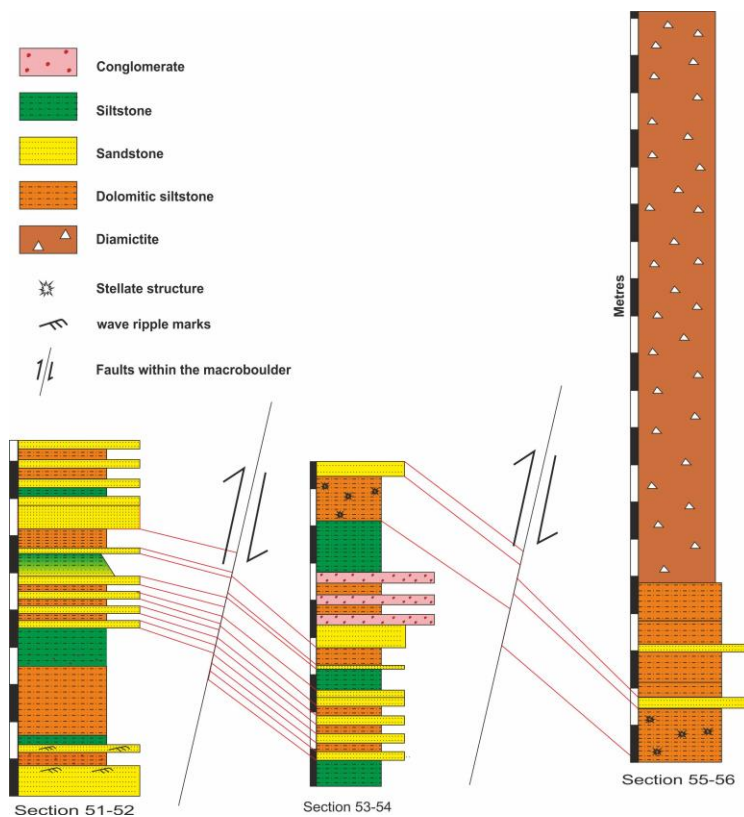 Conglomerate
Siltstone
Sandstone
Dolomitic siltstone
Diamictite
Stellate structure
wave ripple marks
Faults within the macroboulder
Metres
Section 51-52
Section 53-54
Section 55-56